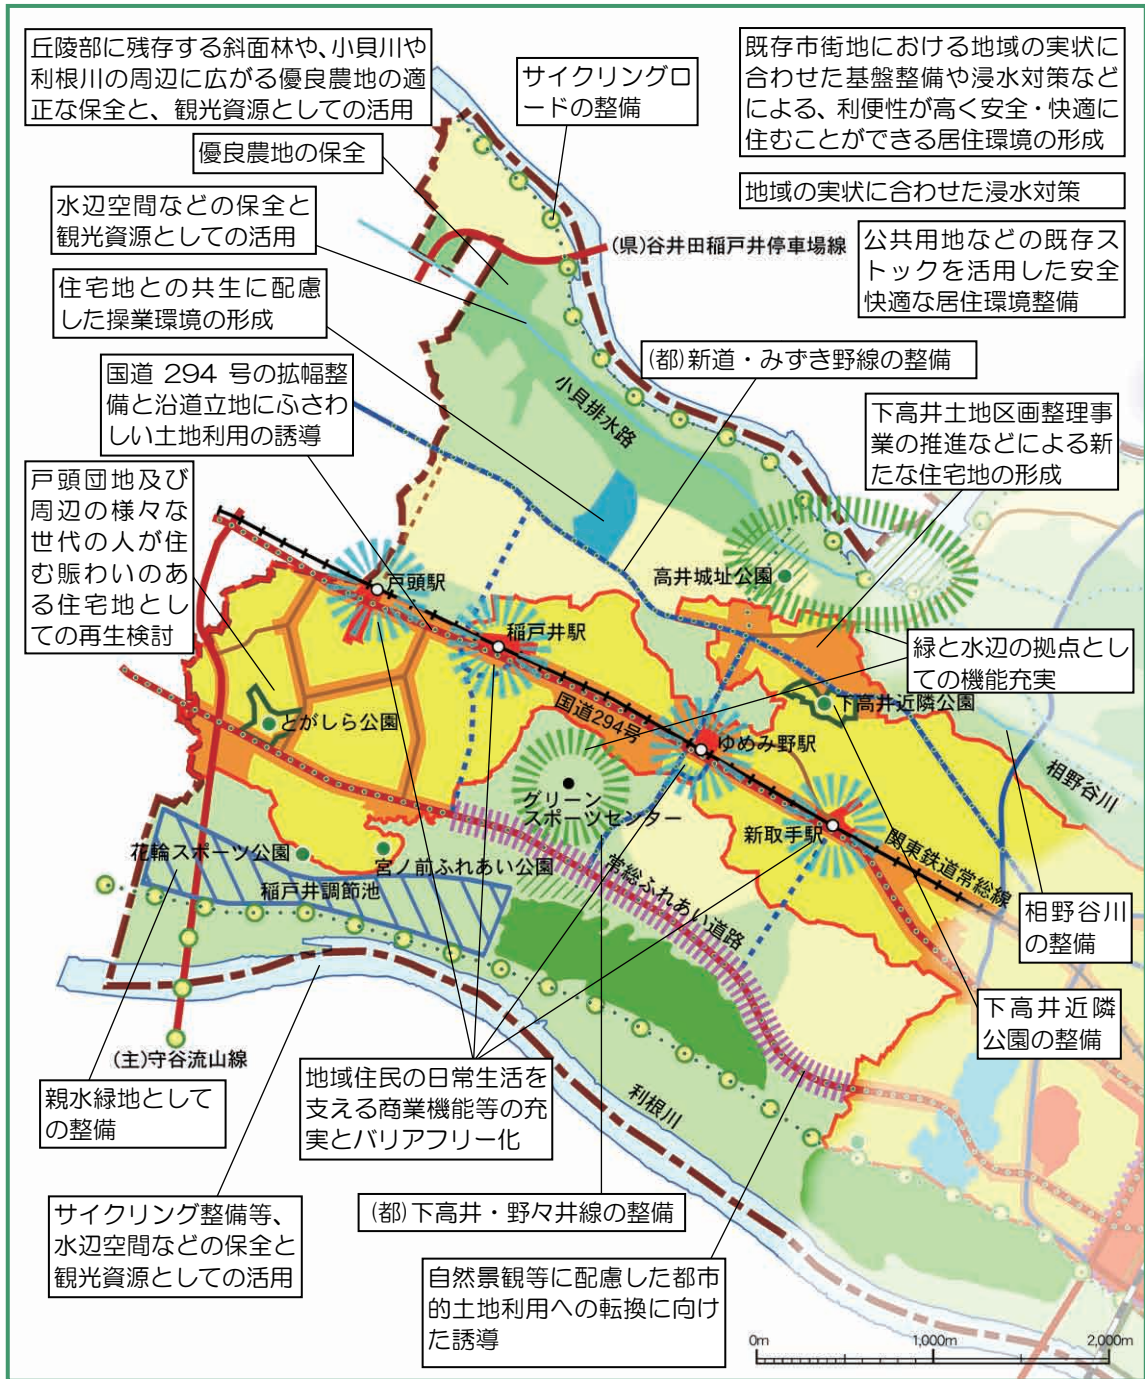 丘陵部に残存する斜面林や、小貝川や
利根川の周辺に広がる優良農地の適
正な保全と、観光資源としての活用
サイクリングロ
ードの整備
既存市街地における地域の実状に
合わせた基盤整備や浸水対策など
による、利便性が高く安全・快適に
住むことができる居住環境の形成
優良農地の保全
地域の実状に合わせた浸水対策
水辺空間などの保全と
観光資源としての活用
(県)谷井田稲戸井停車場線
公共用地などの既存ス
トックを活用した安全
快適な居住環境整備
住宅地との共生に配慮
した操業環境の形成
(都)新道・みずき野線の整備
国道 294 号の拡幅整
備と沿道立地にふさわ
しい土地利用の誘導
小貝排水路
下高井土地区画整理事
業の推進などによる新
たな住宅地の形成
戸頭団地及び
周辺の様々な
世代の人が住
む賑わいのあ
る住宅地とし
ての再生検討
戸頭駅
高井城址公園
稲戸井駅
緑と水辺の拠点とし
ての機能充実
とがしら公園
国道294号
下高井近隣公園
ゆめみ野駅
相野谷川
グリーン
スポーツセンター
新取手駅
関東鉄道常総線
花輪スポーツ公園
宮ノ前ふれあい公園
稲戸井調節池
常総ふれあい道路
相野谷川
の整備
下高井近隣
公園の整備
(主)守谷流山線
利根川
親水緑地として
の整備
地域住民の日常生活を
支える商業機能等の充
実とバリアフリー化
サイクリング整備等、
水辺空間などの保全と
観光資源としての活用
(都)下高井・野々井線の整備
自然景観等に配慮した都市
的土地利用への転換に向け
た誘導
0m
1,000m
2,000m